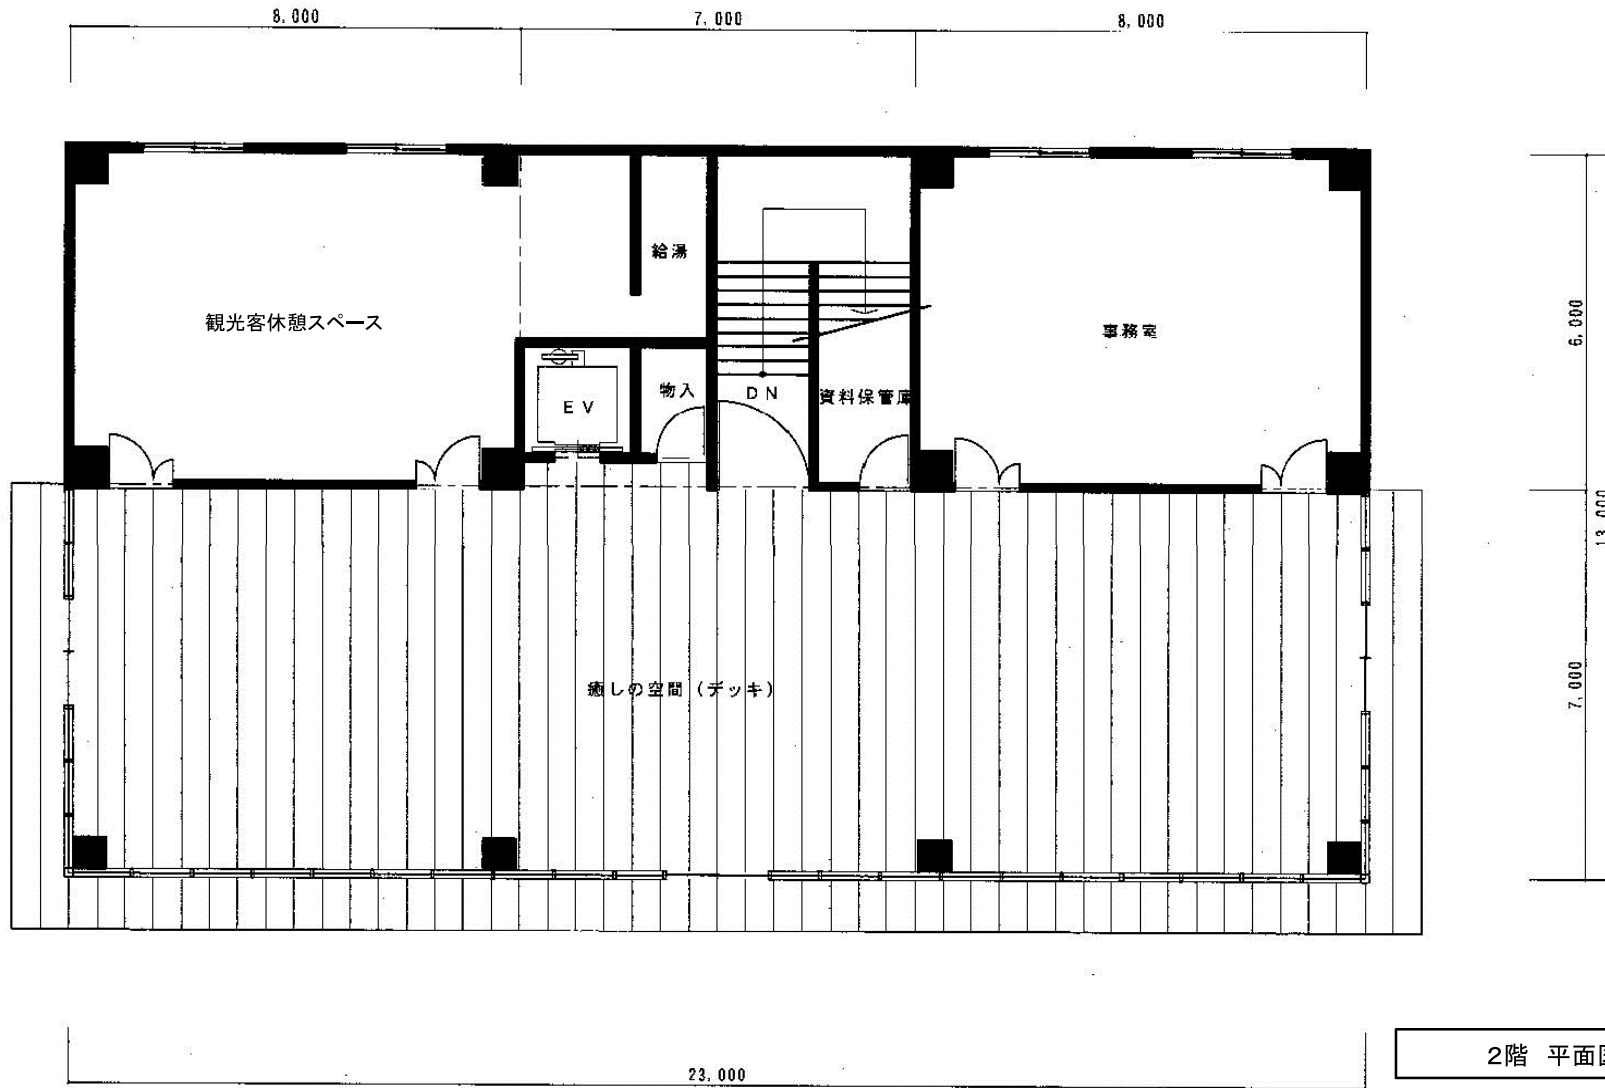 8,000
7,000
8,000
給湯
観光客休憩スペース
6,000
事務室
物入
DN
資料保管庫
EV
13,000
7,000
癒しの空間(デッキ)
23,000
2階 平面